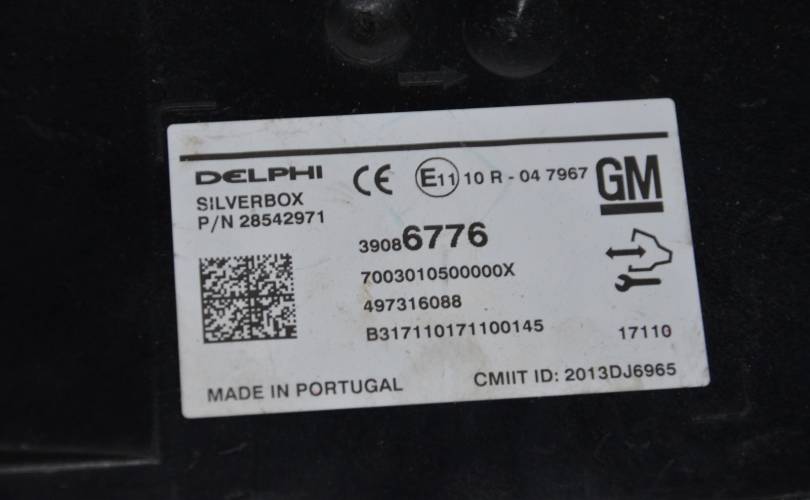 DELPHI CE E11 10 R - 04 7967 GM
SILVERBOX
P/N 28542971
39086776
7003010500000X
497316088
B317110171100145 17110
MADE IN PORTUGAL CMIIT ID: 2013DJ6965